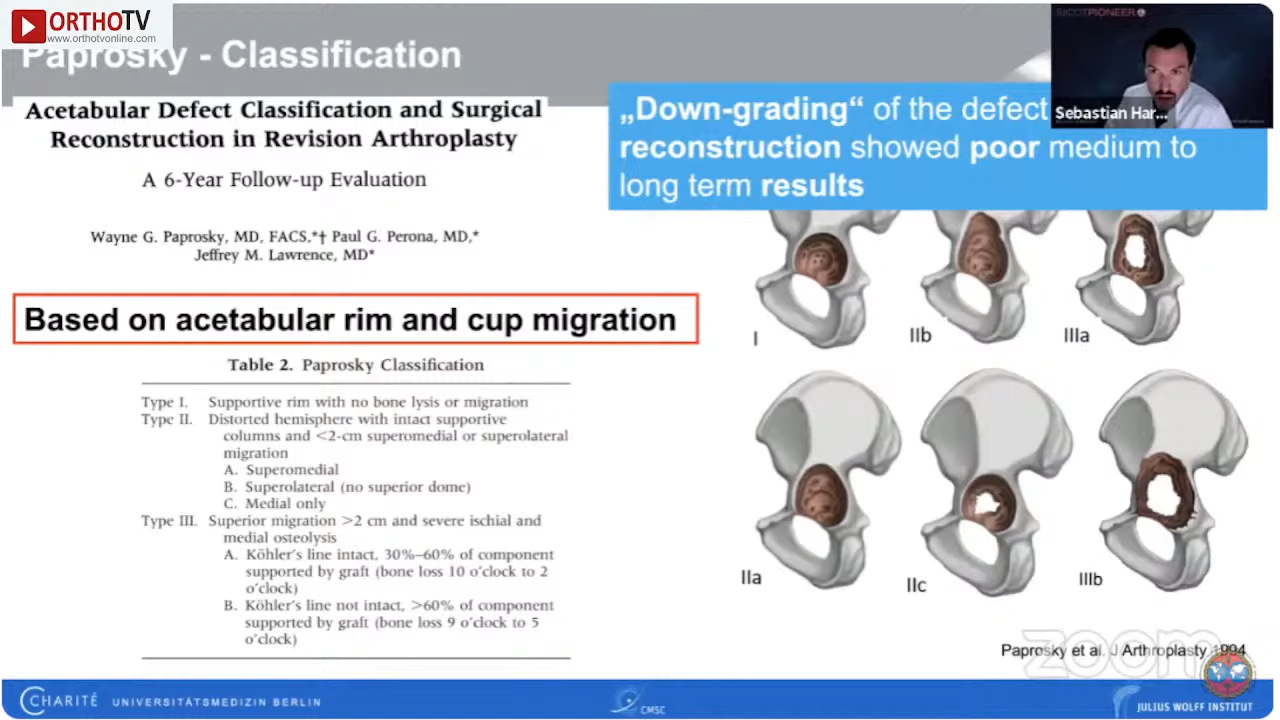 ORTHOTV
www.orthotvonline.com
Paprosky - Classification
SICOTPIONEER
Sebastian Har...
Acetabular Defect Classification and Surgical
Reconstruction in Revision Arthroplasty
A 6-Year Follow-up Evaluation
Wayne G. Paprosky, MD, FACS,*† Paul G. Perona, MD,*
Jeffrey M. Lawrence, MD*
„Down-grading“ of the defect
reconstruction showed poor medium to
long term results
Based on acetabular rim and cup migration
Table 2. Paprosky Classification
Type I. Supportive rim with no bone lysis or migration
Type II. Distorted hemisphere with intact supportive
columns and <2-cm superomedial or superolateral
migration
A. Superomedial
B. Superolateral (no superior dome)
C. Medial only
Type III. Superior migration >2 cm and severe ischial and
medial osteolysis
A. Köhler's line intact, 30%–60% of component
supported by graft (bone loss 10 o'clock to 2
o'clock)
B. Köhler's line not intact, >60% of component
supported by graft (bone loss 9 o'clock to 5
o'clock)
I
IIb
IIIa
IIa
IIc
IIIb
Paprosky et al. J Arthroplasty 1994
zoom
CHARITÉ UNIVERSITÄTSMEDIZIN BERLIN
CMSC
JULIUS WOLFF INSTITUT